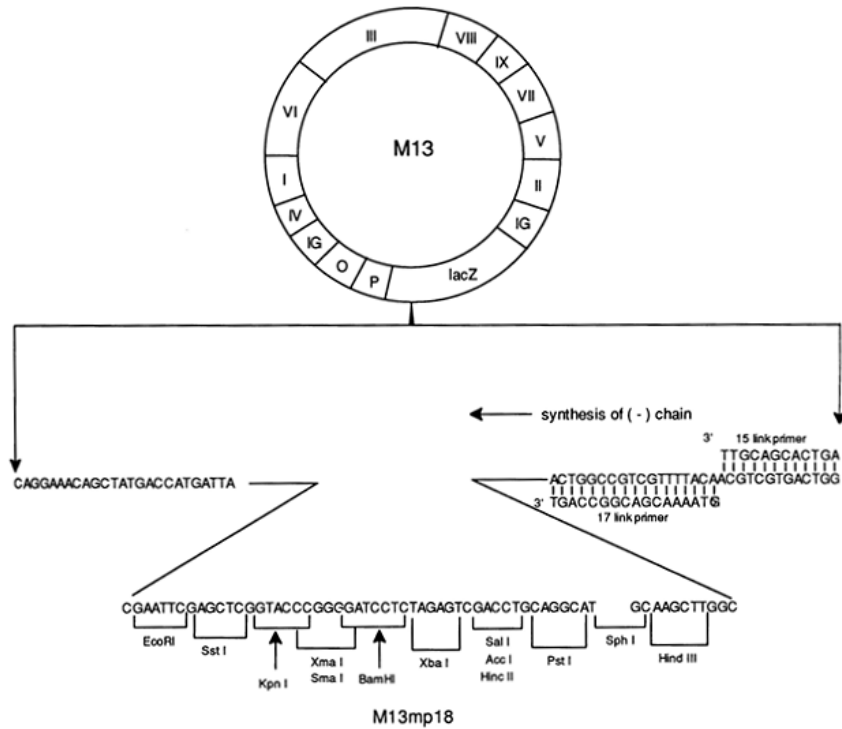 III
VIII
IX
VII
VI
V
M13
I
II
IV
IG
IG
O
P
lacZ
synthesis of ( - ) chain
3' 15 link primer
TTGCAGCACTGA
CAGGAAACAGCTATGACCATGATTA
ACTGGCCGTCGTTTTACAACGTCGTGACTGG
3' TGACCGGCAGCAAAATG
17 link primer
CGAATTCGAGCTCGGTACCCGGGGATCCTCTAGAGTCGACCTGCAGGCAT GCAAGCTTGGC
EcoRI
Sst I
Kpn I
Xma I
Sma I
BamHI
Xba I
Sal I
Acc I
Hinc II
Pst I
Sph I
Hind III
M13mp18